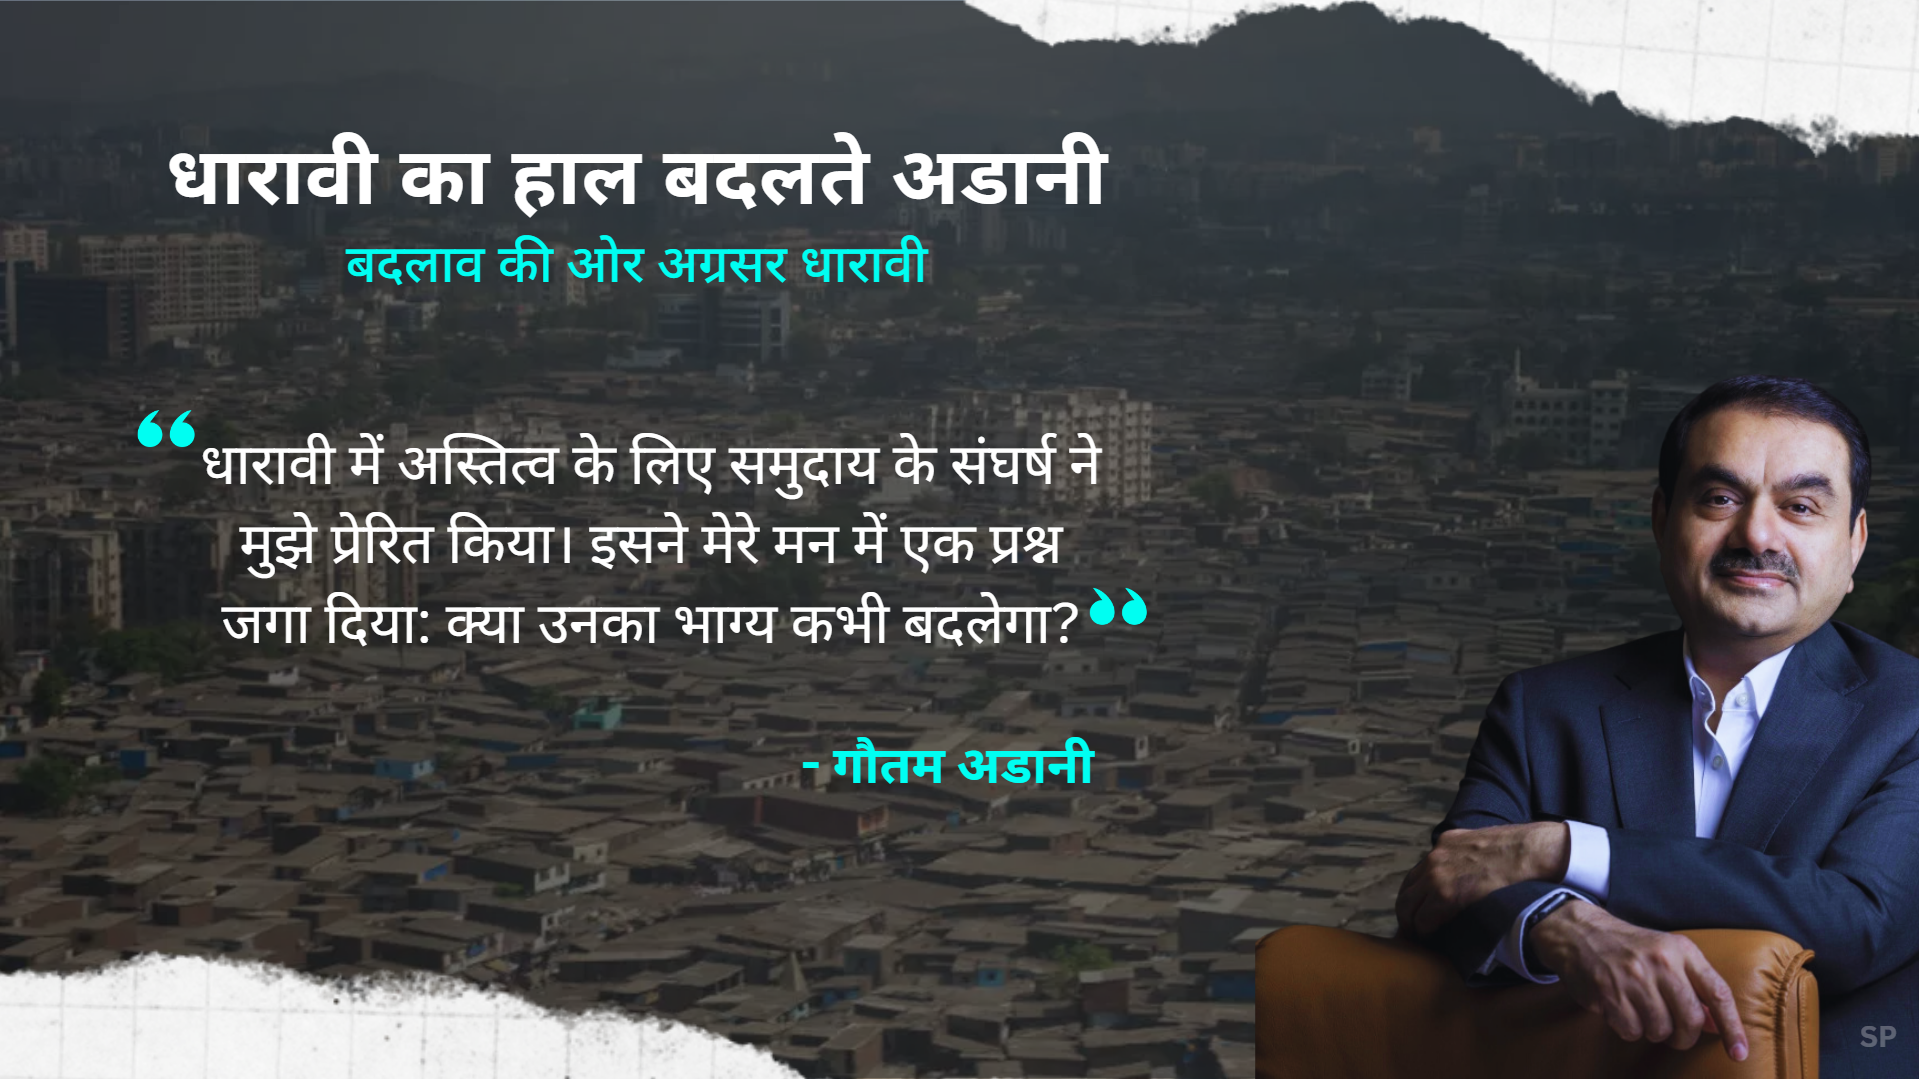 धारावी का हाल बदलते अडानी
बदलाव की ओर अग्रसर धारावी
“धारावी में अस्तित्व के लिए समुदाय के संघर्ष ने
मुझे प्रेरित किया। इसने मेरे मन में एक प्रश्न
जगा दिया: क्या उनका भाग्य कभी बदलेगा?”
- गौतम अडानी
SP